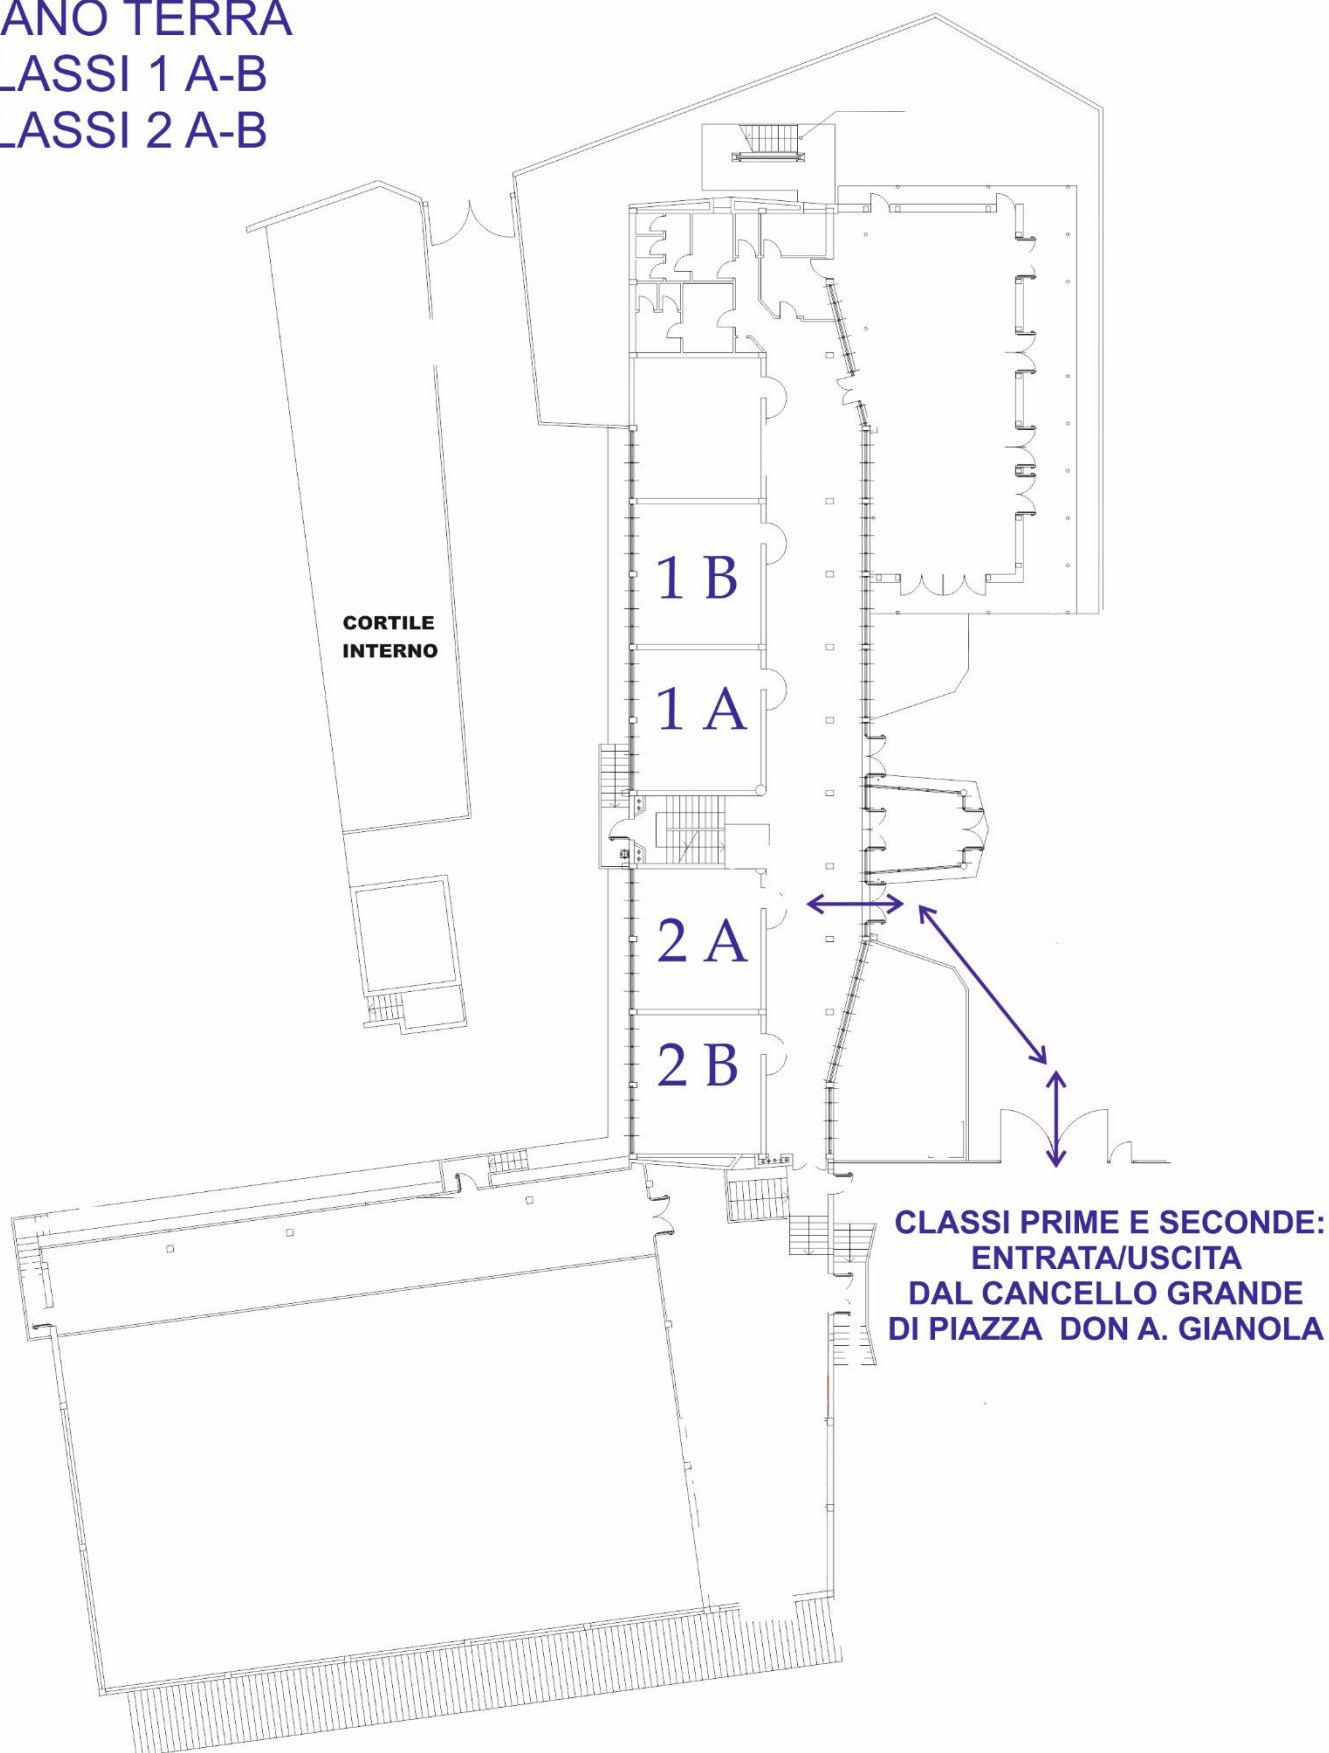 ANO TERRA
LASSI 1 A-B
LASSI 2 A-B
1 B
CORTILE
INTERNO
1 A
2 A
2 B
CLASSI PRIME E SECONDE:
ENTRATA/USCITA
DAL CANCELLO GRANDE
DI PIAZZA DON A. GIANOLA